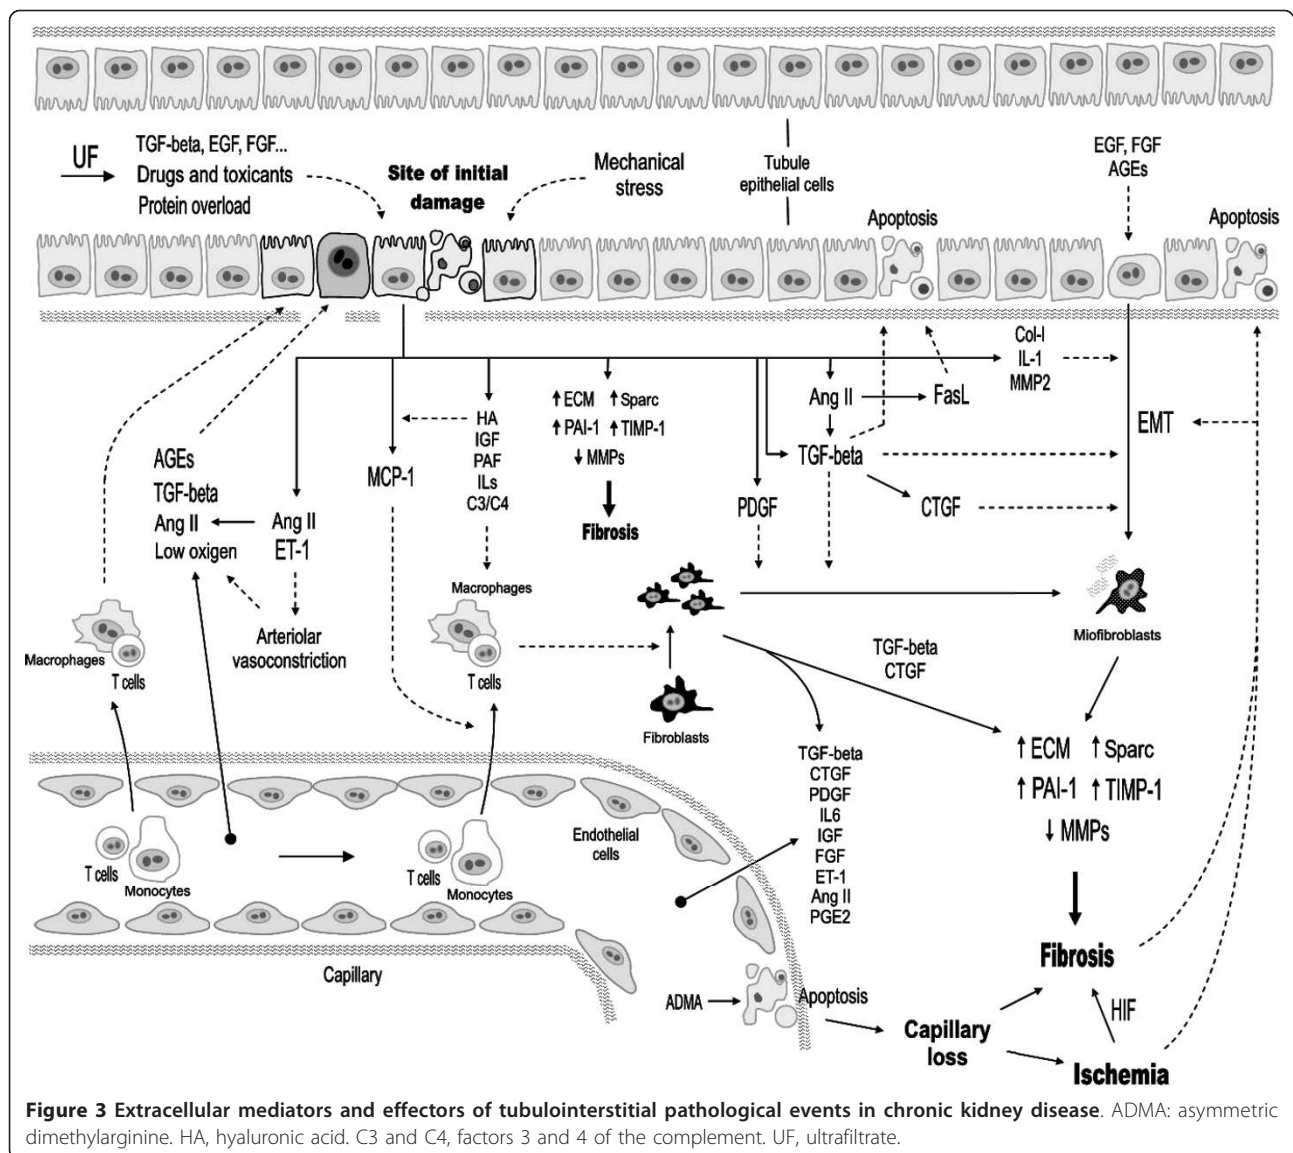 UF
TGF-beta, EGF, FGF...
Drugs and toxicants
Protein overload
Site of initial
damage
Mechanical
stress
Tubule
epithelial cells
EGF, FGF
AGEs
Apoptosis
Apoptosis
Col-I
IL-1
MMP2
Ang II
FasL
TGF-beta
CTGF
EMT
PDGF
HA
IGF
PAF
ILs
C3/C4
MCP-1
↑ECM ↑Sparc
↑PAI-1 ↑TIMP-1
↓MMPs
Fibrosis
AGEs
TGF-beta
Ang II
Low oxigen
Ang II
ET-1
Arteriolar
vasoconstriction
Macrophages
T cells
Macrophages
T cells
Fibroblasts
Miofibroblasts
TGF-beta
CTGF
↑ECM ↑Sparc
↑PAI-1 ↑TIMP-1
↓MMPs
Fibrosis
TGF-beta
CTGF
PDGF
IL6
IGF
FGF
ET-1
Ang II
PGE2
Endothelial
cells
T cells
Monocytes
T cells
Monocytes
Capillary
ADMA
Apoptosis
Capillary
loss
HIF
Ischemia
Figure 3 Extracellular mediators and effectors of tubulointerstitial pathological events in chronic kidney disease. ADMA: asymmetric
dimethylarginine. HA, hyaluronic acid. C3 and C4, factors 3 and 4 of the complement. UF, ultrafiltrate.